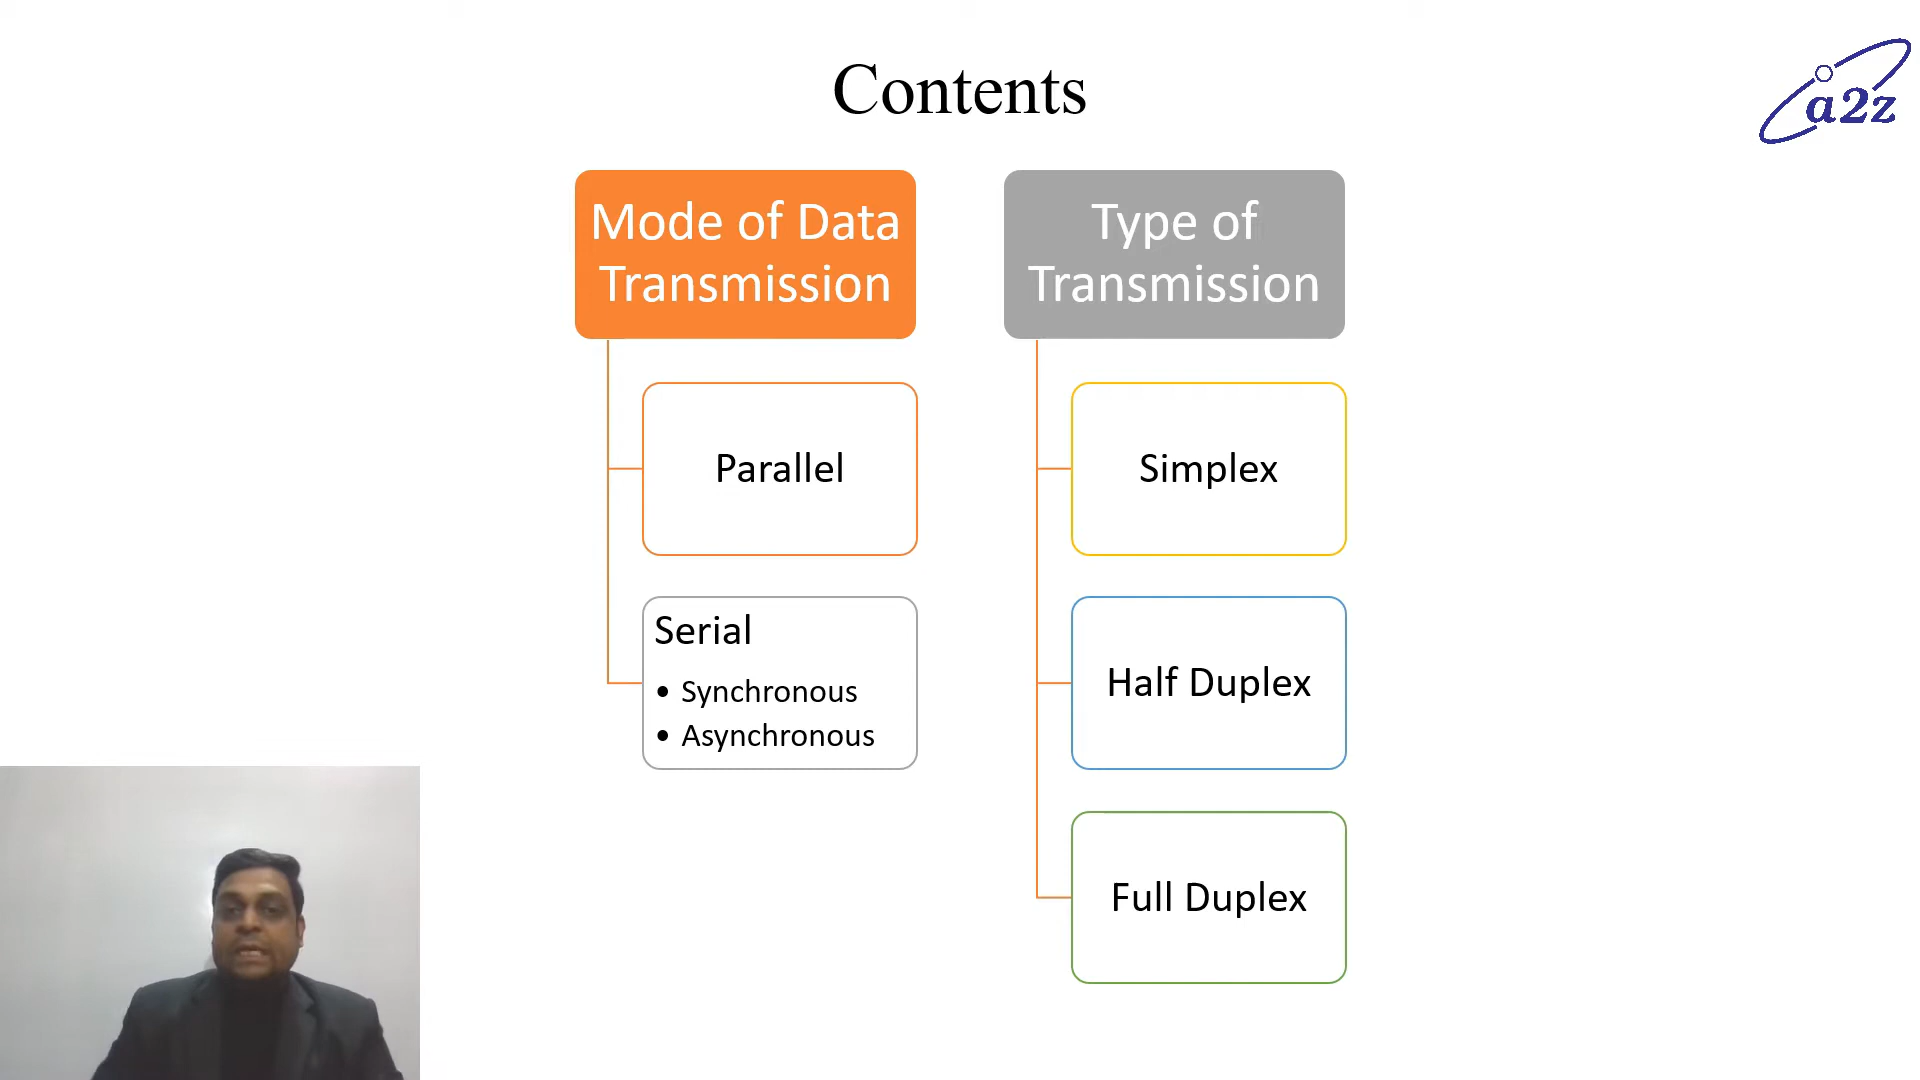 Contents
a2z
Mode of Data
Transmission
Parallel
Serial
• Synchronous
• Asynchronous
Type of
Transmission
Simplex
Half Duplex
Full Duplex